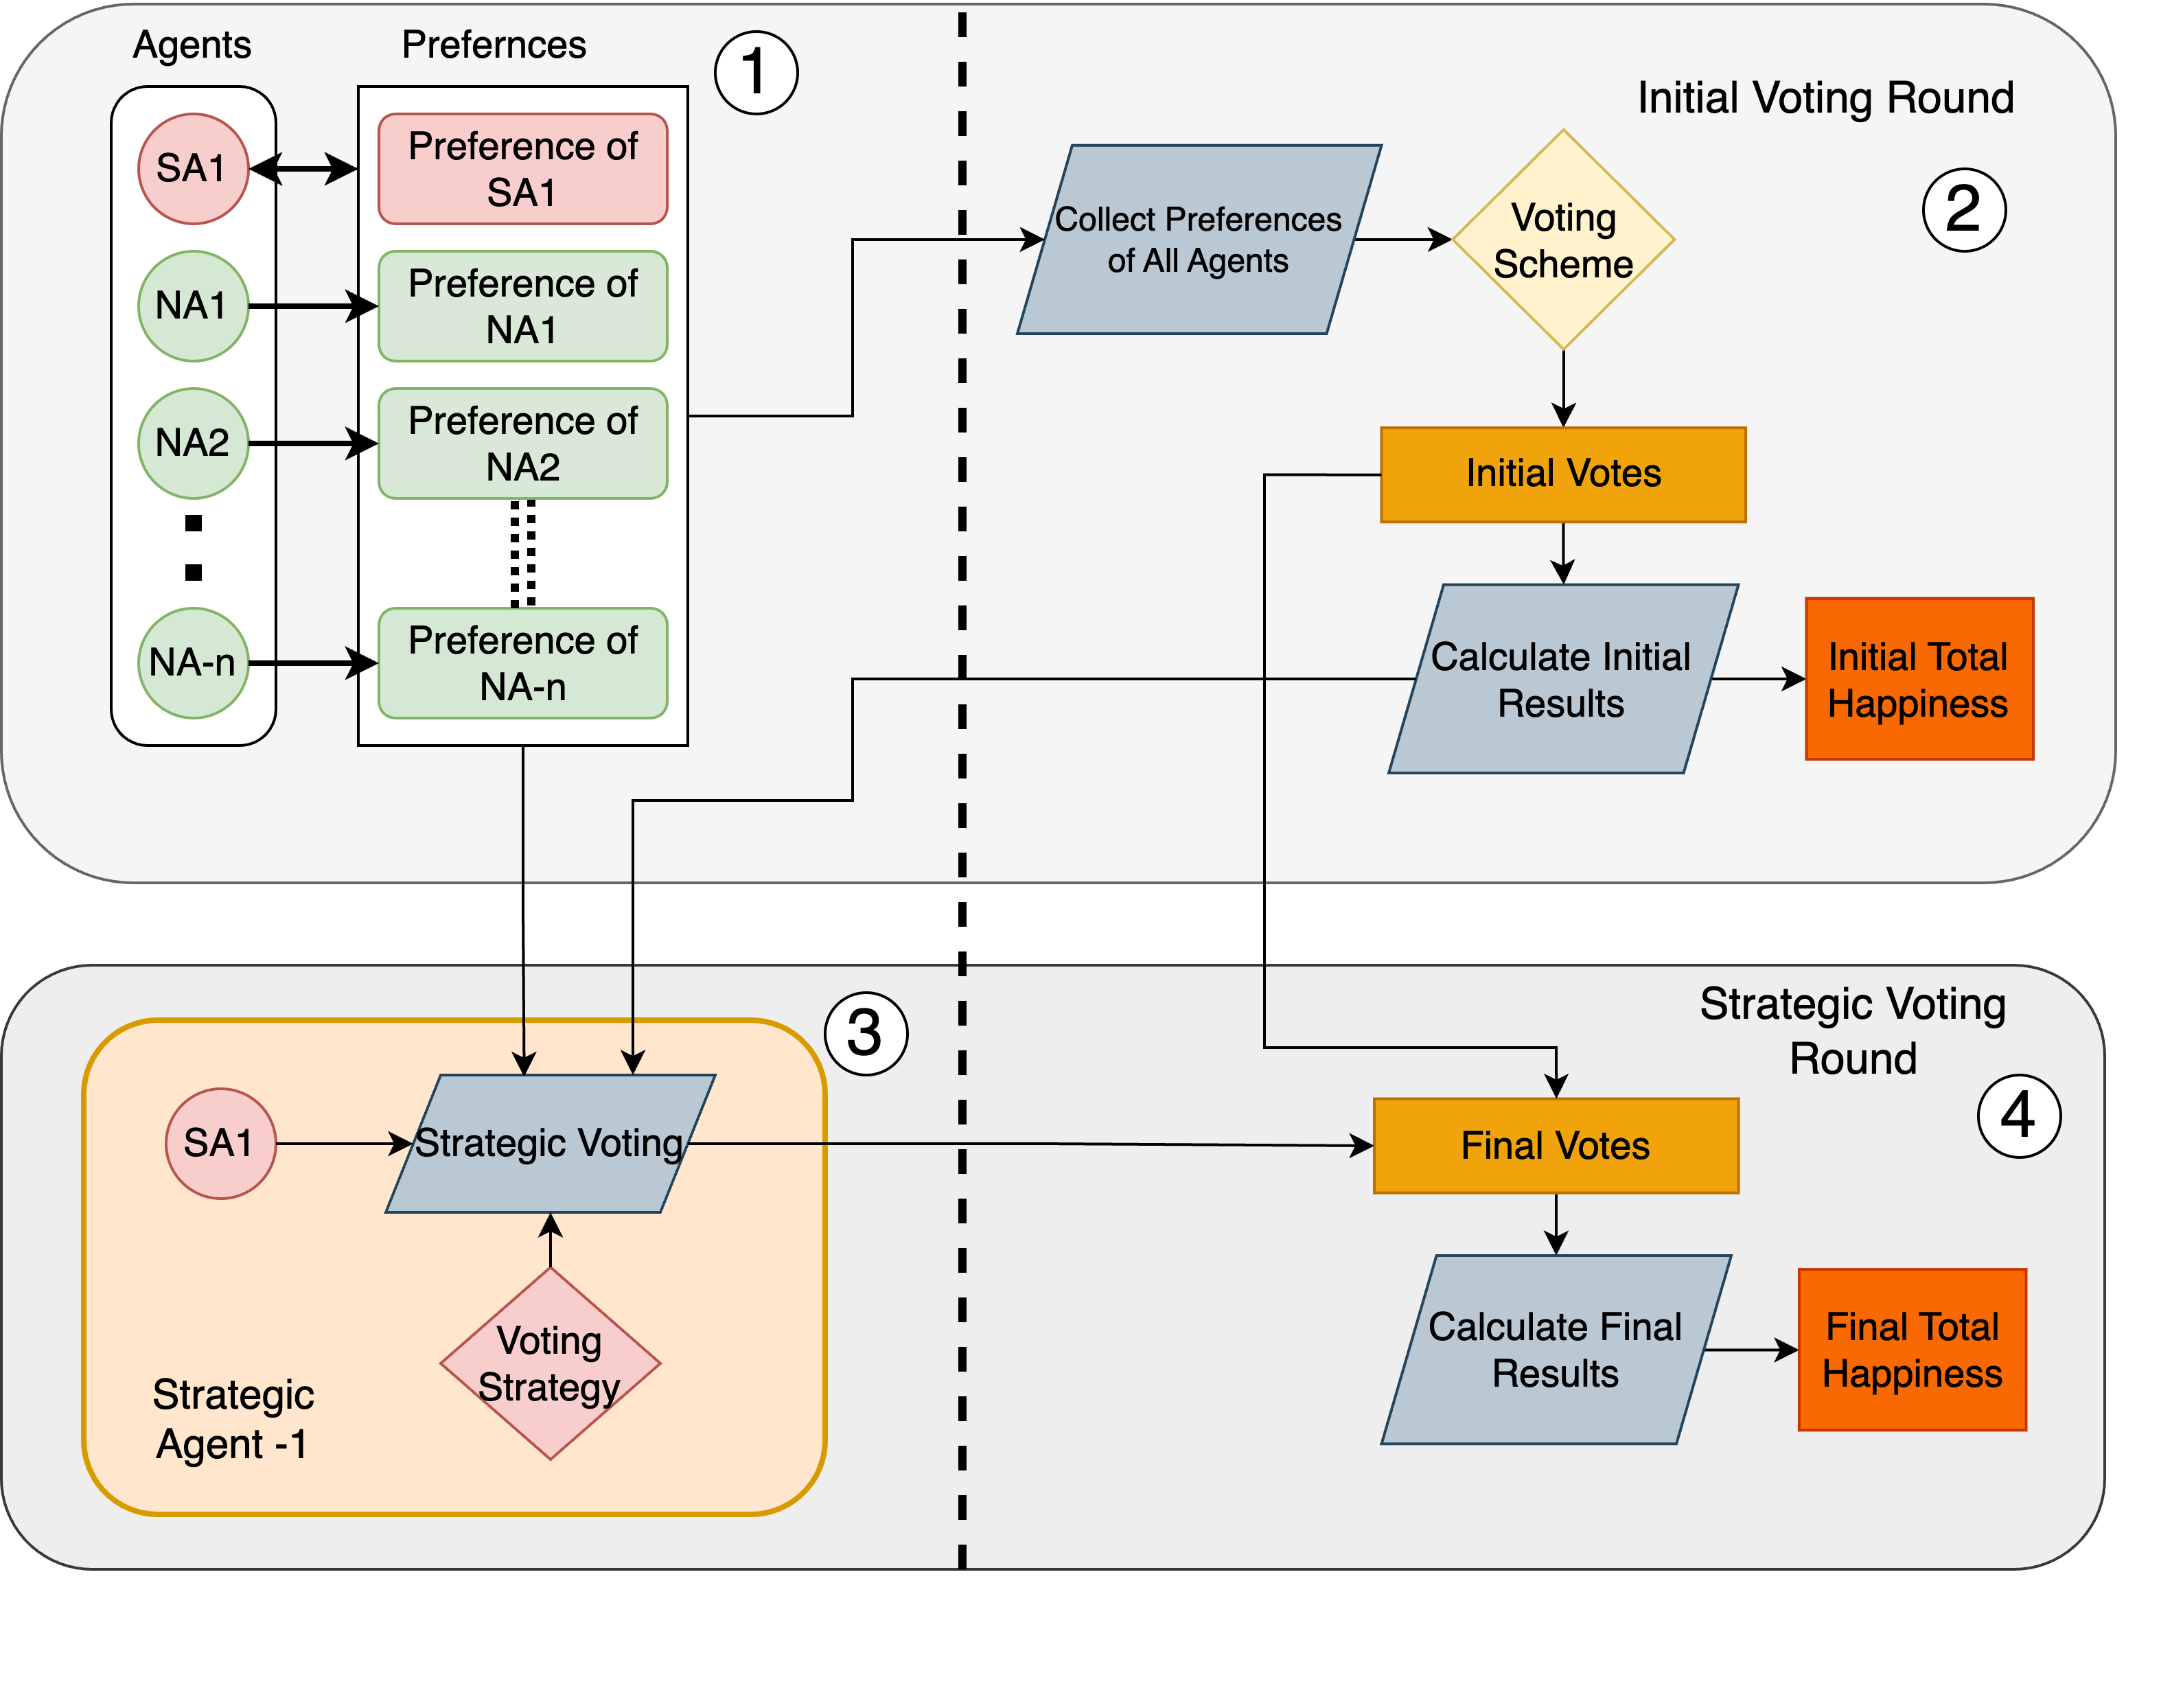 Agents
Prefernces
1
SA1
Preference of
SA1
NA1
Preference of
NA1
NA2
Preference of
NA2
NA-n
Preference of
NA-n
Initial Voting Round
2
Collect Preferences
of All Agents
Voting
Scheme
Initial Votes
Calculate Initial
Results
Initial Total
Happiness
3
SA1
Strategic Voting
Voting
Strategy
Strategic
Agent -1
Strategic Voting
Round
4
Final Votes
Calculate Final
Results
Final Total
Happiness